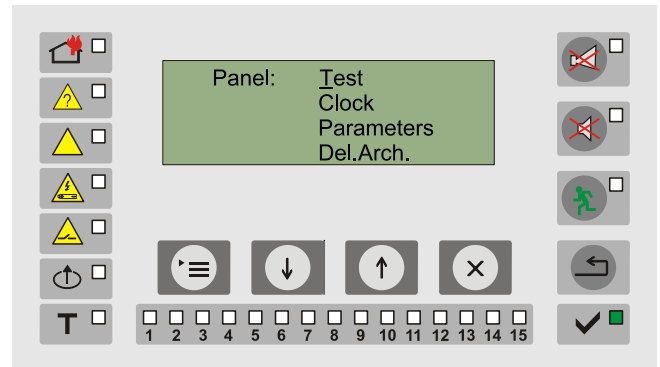 Panel: Test
Clock
Parameters
Del.Arch.
?
T
1 2 3 4 5 6 7 8 9 10 11 12 13 14 15